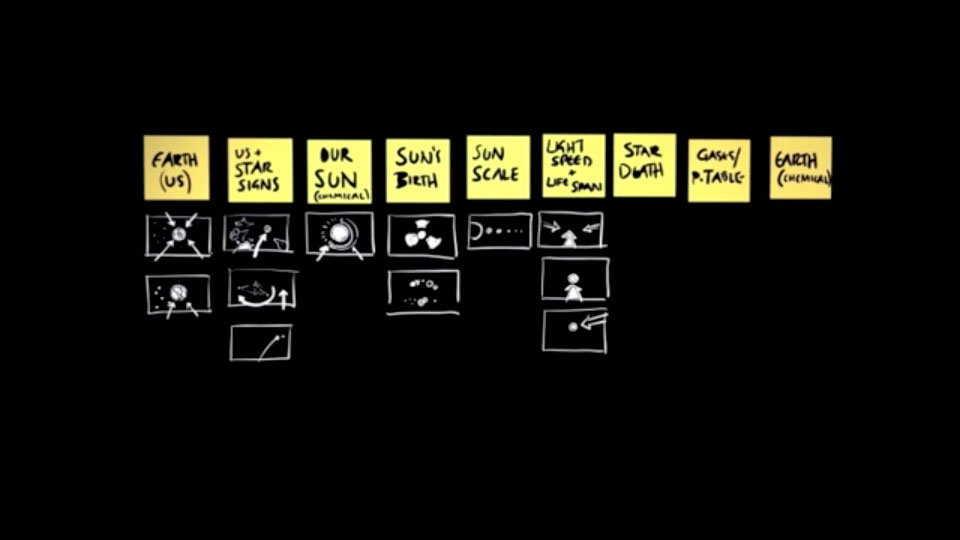 EARTH
(US)
US +
STAR
SIGNS
OUR
SUN
(CHEMICAL)
SUN'S
BIRTH
SUN
SCALE
LIGHT
SPEED
+
LIFE SPAN
STAR
DEATH
GASES/
P.TABLE
EARTH
(CHEMICAL)